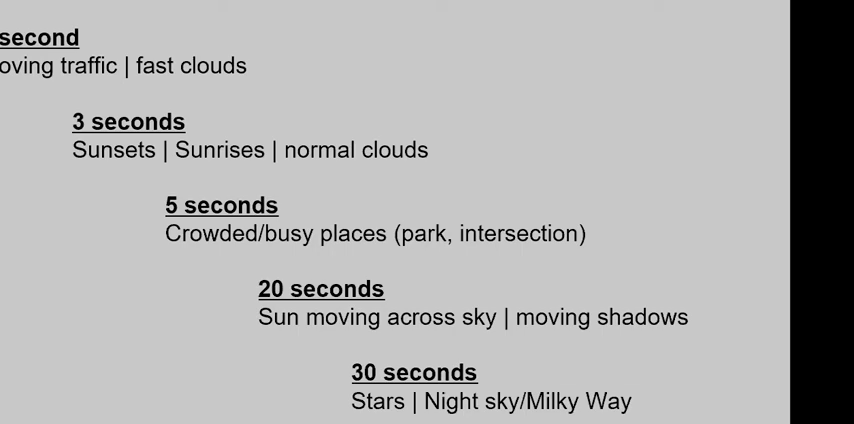 second
oving traffic | fast clouds
3 seconds
Sunsets | Sunrises | normal clouds
5 seconds
Crowded/busy places (park, intersection)
20 seconds
Sun moving across sky | moving shadows
30 seconds
Stars | Night sky/Milky Way